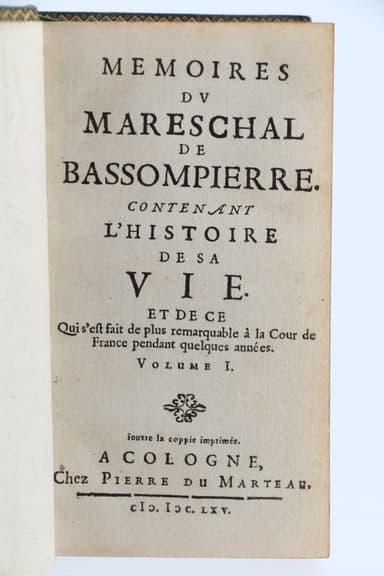 MEMOIRES
DV
MARESCHAL
DE
BASSOMPIERRE.
CONTENANT
L'HISTOIRE
DE SA
VIE.
ET DE CE
Qui s'est fait de plus remarquable à la Cour de
France pendant quelques années.
VOLUME I.
iouxte la coppie imprimée.
A COLOGNE,
Chez PIERRE DU MARTEAU,
cIↃ. IↃc. LXV.